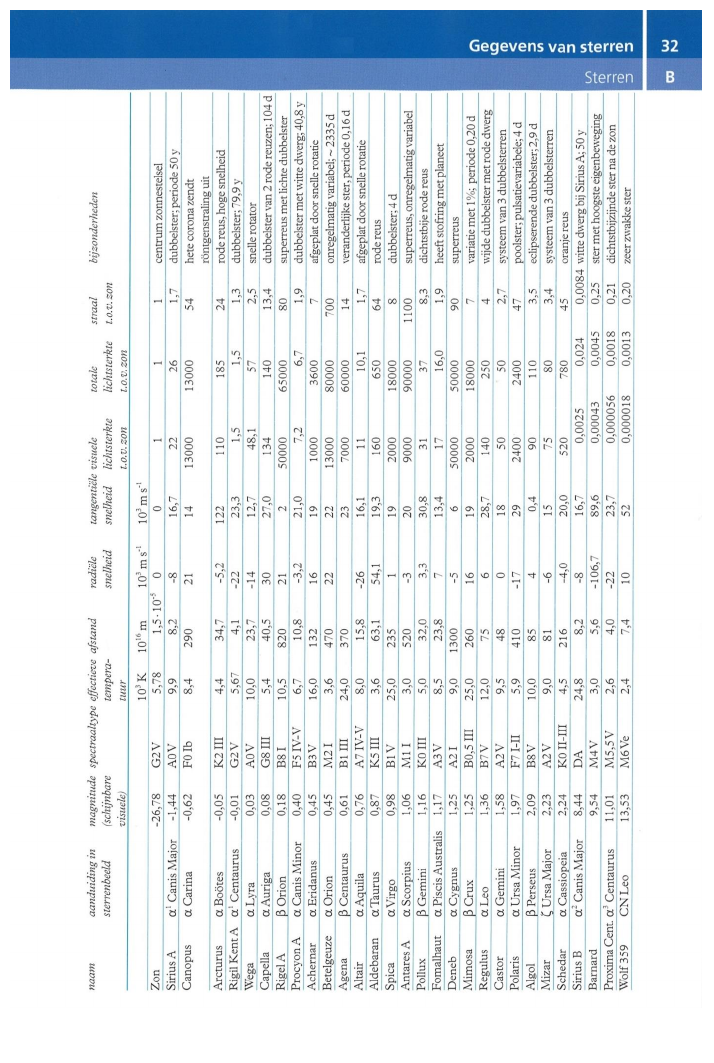 Gegevens van sterren 32
Sterren B
naam aanduiding in magnitude spectraaltype effectieve afstand radiële tangentiële visuele totale straal bijzonderheden
sterrenbeeld (schijnbare tempera- snelheid snelheid lichtsterkte lichtsterkte t.o.v. zon
visuele) tuur t.o.v. zon t.o.v. zon
10³ K 10¹⁶ m 10³ m s⁻¹ 10³ m s⁻¹
Zon -26,78 G2 V 5,78 1,5·10⁻⁵ 0 0 1 1 1 centrum zonnestelsel
Sirius A α¹ Canis Major -1,44 A0 V 9,9 8,2 -8 16,7 22 26 1,7 dubbelster; periode 50 y
Canopus α Carina -0,62 F0 Ib 8,4 290 21 14 13000 13000 54 hete corona zendt
röntgenstraling uit
Arcturus α Boötes -0,05 K2 III 4,4 34,7 -5,2 122 110 185 24 rode reus, hoge snelheid
Rigil Kent A α¹ Centaurus -0,01 G2 V 5,67 4,1 -22 23,3 1,5 1,5 1,3 dubbelster; 79,9 y
Wega α Lyra 0,03 A0 V 10,0 23,7 -14 12,7 48,1 57 2,5 snelle rotator
Capella α Auriga 0,08 G8 III 5,4 40,5 30 27,0 134 140 13,4 dubbelster van 2 rode reuzen; 104 d
Rigel A β Orion 0,18 B8 I 10,5 820 21 2 50000 65000 80 superreus met lichte dubbelster
Procyon A α Canis Minor 0,40 F5 IV-V 6,7 10,8 -3,2 21,0 7,2 6,7 1,9 dubbelster met witte dwerg; 40,8 y
Achernar α Eridanus 0,45 B3 V 16,0 132 16 19 1000 3600 7 afgeplat door snelle rotatie
Betelgeuze α Orion 0,45 M2 I 3,6 470 22 22 13000 80000 700 onregelmatig variabel; ~ 2335 d
Agena β Centaurus 0,61 B1 III 24,0 370 23 7000 60000 14 veranderlijke ster, periode 0,16 d
Altair α Aquila 0,76 A7 IV-V 8,0 15,8 -26 16,1 11 10,1 1,7 afgeplat door snelle rotatie
Aldebaran α Taurus 0,87 K5 III 3,6 63,1 54,1 19,3 160 650 64 rode reus
Spica α Virgo 0,98 B1 V 25,0 235 1 19 2000 18000 8 dubbelster; 4 d
Antares A α Scorpius 1,06 M1 I 3,0 520 -3 20 9000 90000 1100 superreus, onregelmatig variabel
Pollux β Gemini 1,16 K0 III 5,0 32,0 3,3 30,8 31 37 8,3 dichtstbije rode reus
Fomalhaut α Piscis Australis 1,17 A3 V 8,5 23,8 7 13,4 17 16,0 1,9 heeft stofring met planeet
Deneb α Cygnus 1,25 A2 I 9,0 1300 -5 6 50000 50000 90 superreus
Mimosa β Crux 1,25 B0,5 III 25,0 260 16 19 2000 18000 7 variatie met 1%; periode 0,20 d
Regulus α Leo 1,36 B7 V 12,0 75 6 28,7 140 250 4 wijde dubbelster met rode dwerg
Castor α Gemini 1,58 A2 V 9,5 48 0 18 50 50 2,7 systeem van 3 dubbelsterren
Polaris α Ursa Minor 1,97 F7 I-II 5,9 410 -17 29 2400 2400 47 poolster; pulsatievariabele; 4 d
Algol β Perseus 2,09 B8 V 10,0 85 4 0,4 90 110 3,5 eclipserende dubbelster; 2,9 d
Mizar ζ Ursa Major 2,23 A2 V 9,0 81 -6 15 75 80 3,4 systeem van 3 dubbelsterren
Schedar α Cassiopeia 2,24 K0 II-III 4,5 216 -4,0 20,0 520 780 45 oranje reus
Sirius B α² Canis Major 8,44 DA 24,8 8,2 -8 16,7 0,0025 0,024 0,0084 witte dwerg bij Sirius A; 50 y
Barnard 9,54 M4 V 3,0 5,6 -106,7 89,6 0,000043 0,0045 0,25 ster met hoogste eigenbeweging
Proxima Cent. α³ Centaurus 11,01 M5,5 V 2,6 4,0 -22 23,7 0,000056 0,0018 0,21 dichtstbijzijnde ster na de zon
Wolf 359 CN Leo 13,53 M6 Ve 2,4 7,4 10 52 0,000018 0,0013 0,20 zeer zwakke ster